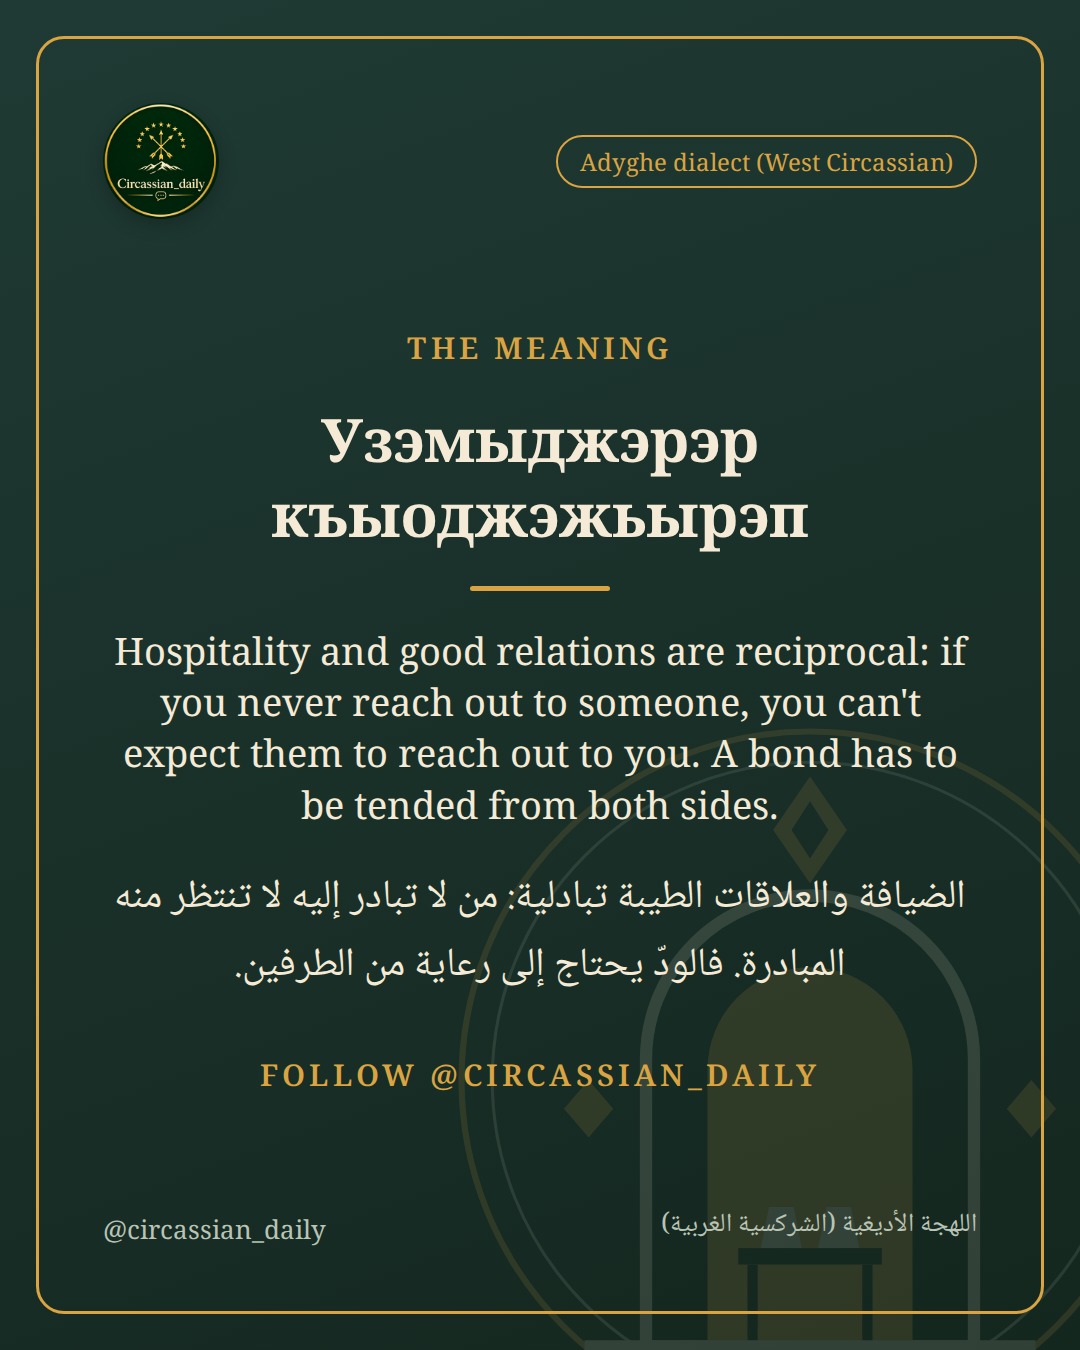 Circassian_daily
Adyghe dialect (West Circassian)
THE MEANING
Узэмыджэрэр
къыоджэжьырэп
Hospitality and good relations are reciprocal: if
you never reach out to someone, you can't
expect them to reach out to you. A bond has to
be tended from both sides.
الضيافة والعلاقات الطيبة تبادلية: من لا تبادر إليه لا تنتظر منه
المبادرة. فالودّ يحتاج إلى رعاية من الطرفين.
FOLLOW @CIRCASSIAN_DAILY
@circassian_daily
اللهجة الأديغية (الشركسية الغربية)